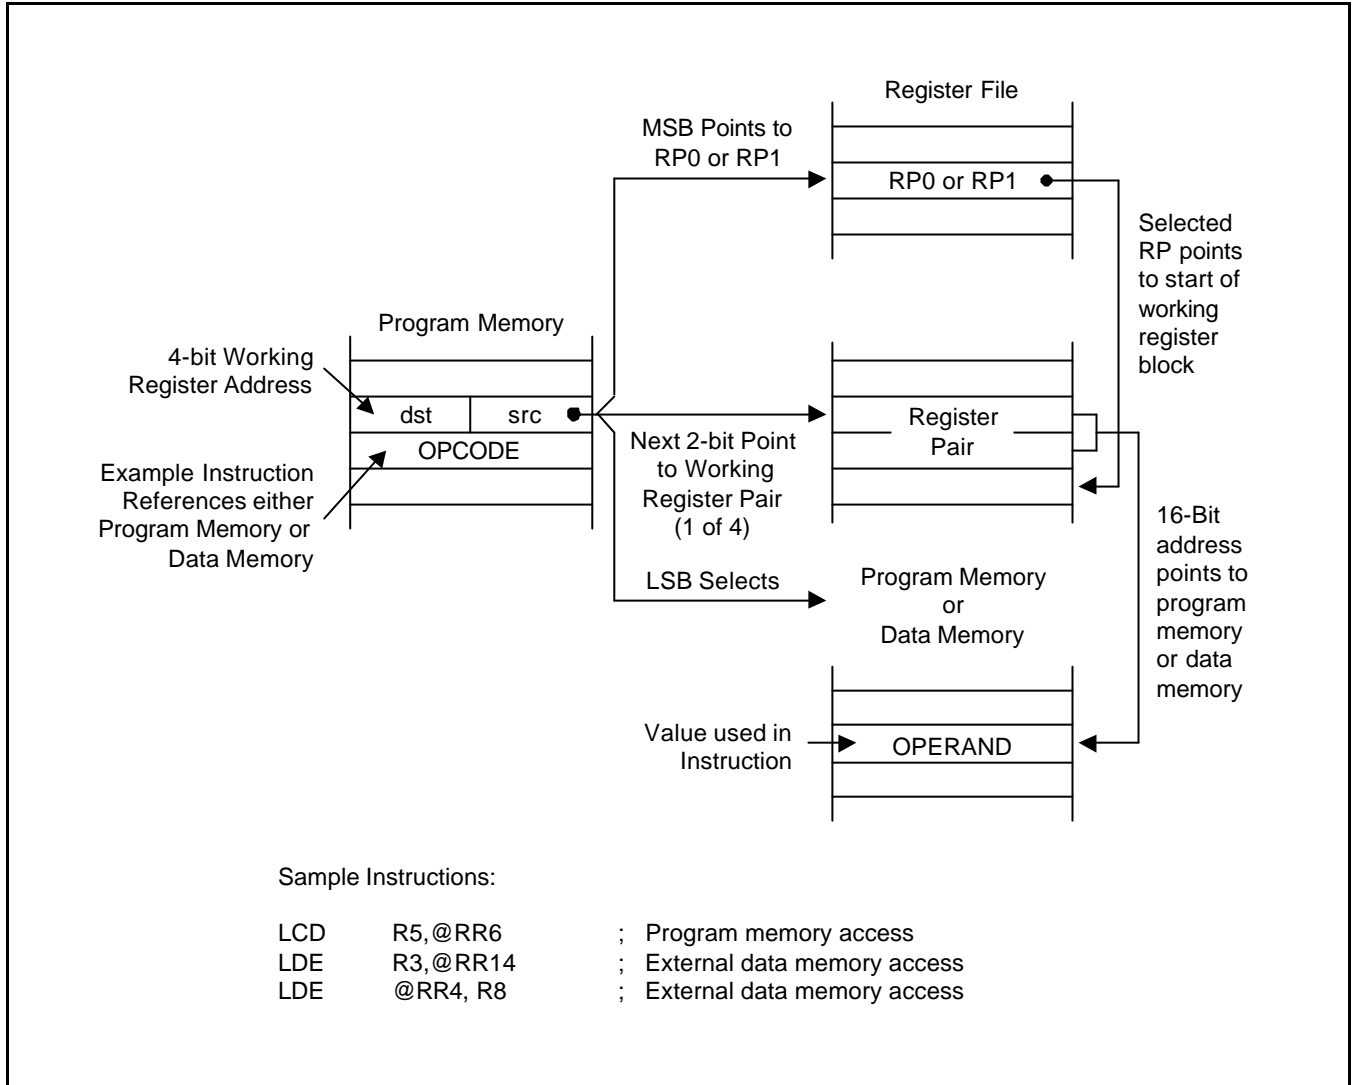 Register File
MSB Points to
RP0 or RP1
RP0 or RP1
Selected
RP points
to start of
working
register
block
Program Memory
4-bit Working
Register Address
dst src
OPCODE
Example Instruction
References either
Program Memory or
Data Memory
Next 2-bit Point
to Working
Register Pair
(1 of 4)
Register
Pair
LSB Selects
Program Memory
or
Data Memory
16-Bit
address
points to
program
memory
or data
memory
Value used in
Instruction
OPERAND
Sample Instructions:
LCD R5,@RR6 ; Program memory access
LDE R3,@RR14 ; External data memory access
LDE @RR4, R8 ; External data memory access